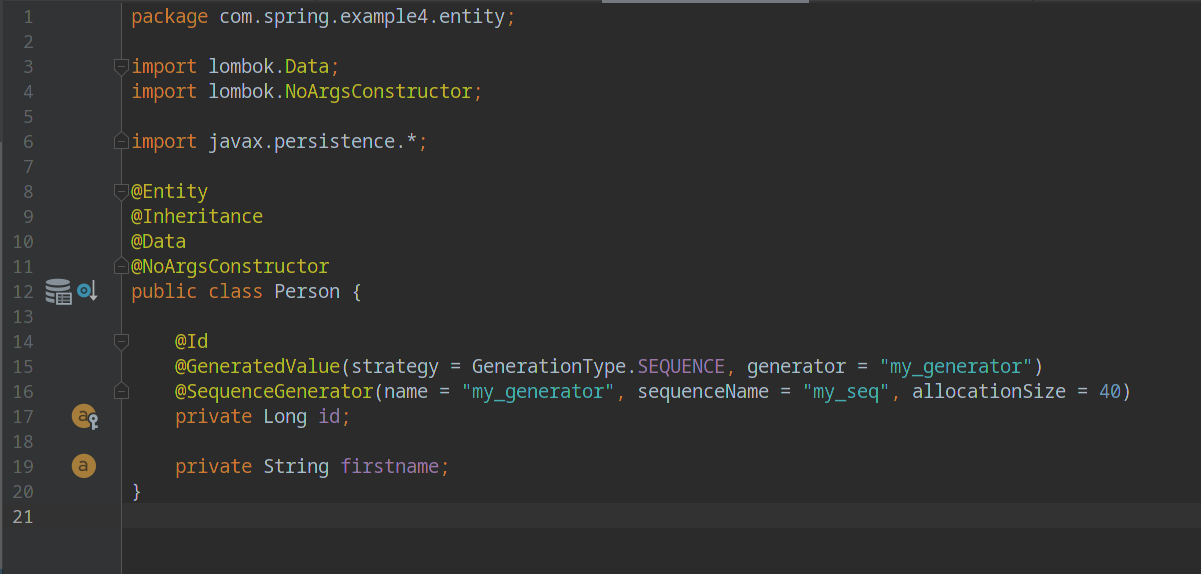 1 package com.spring.example4.entity;
2
3 import lombok.Data;
4 import lombok.NoArgsConstructor;
5
6 import javax.persistence.*;
7
8 @Entity
9 @Inheritance
10 @Data
11 @NoArgsConstructor
12 public class Person {
13
14 @Id
15 @GeneratedValue(strategy = GenerationType.SEQUENCE, generator = "my_generator")
16 @SequenceGenerator(name = "my_generator", sequenceName = "my_seq", allocationSize = 40)
17 a private Long id;
18
19 a private String firstname;
20 }
21